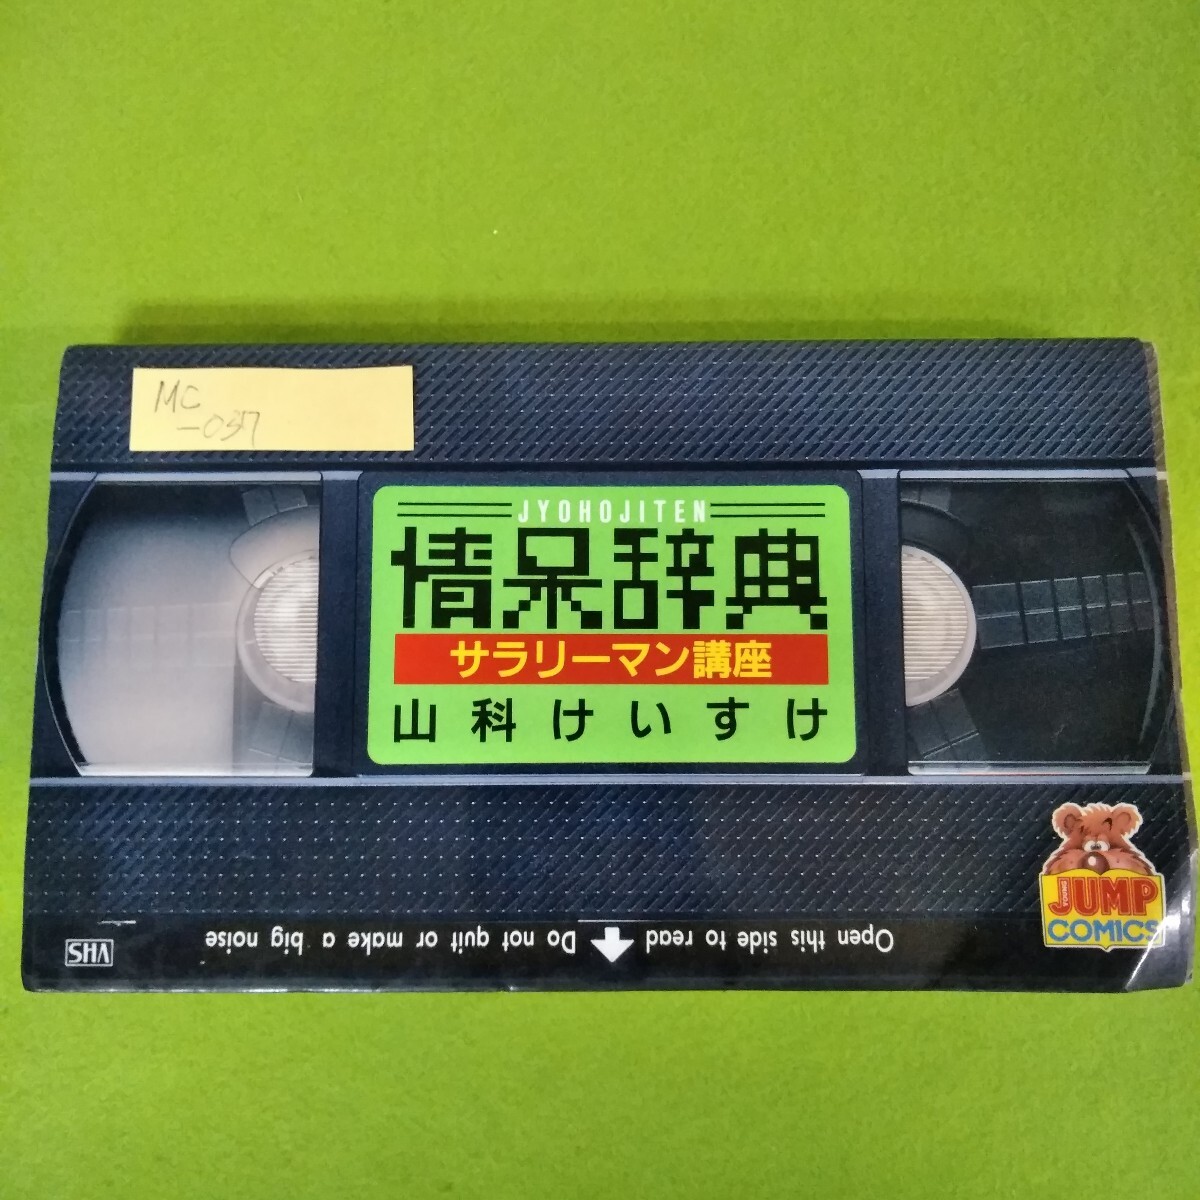 MC
-037
JYOHOJITEN
情呆辞典
サラリーマン講座
山科けいすけ
JUMP
COMICS
Open this side to read Do not quit or make a big noise
SHV